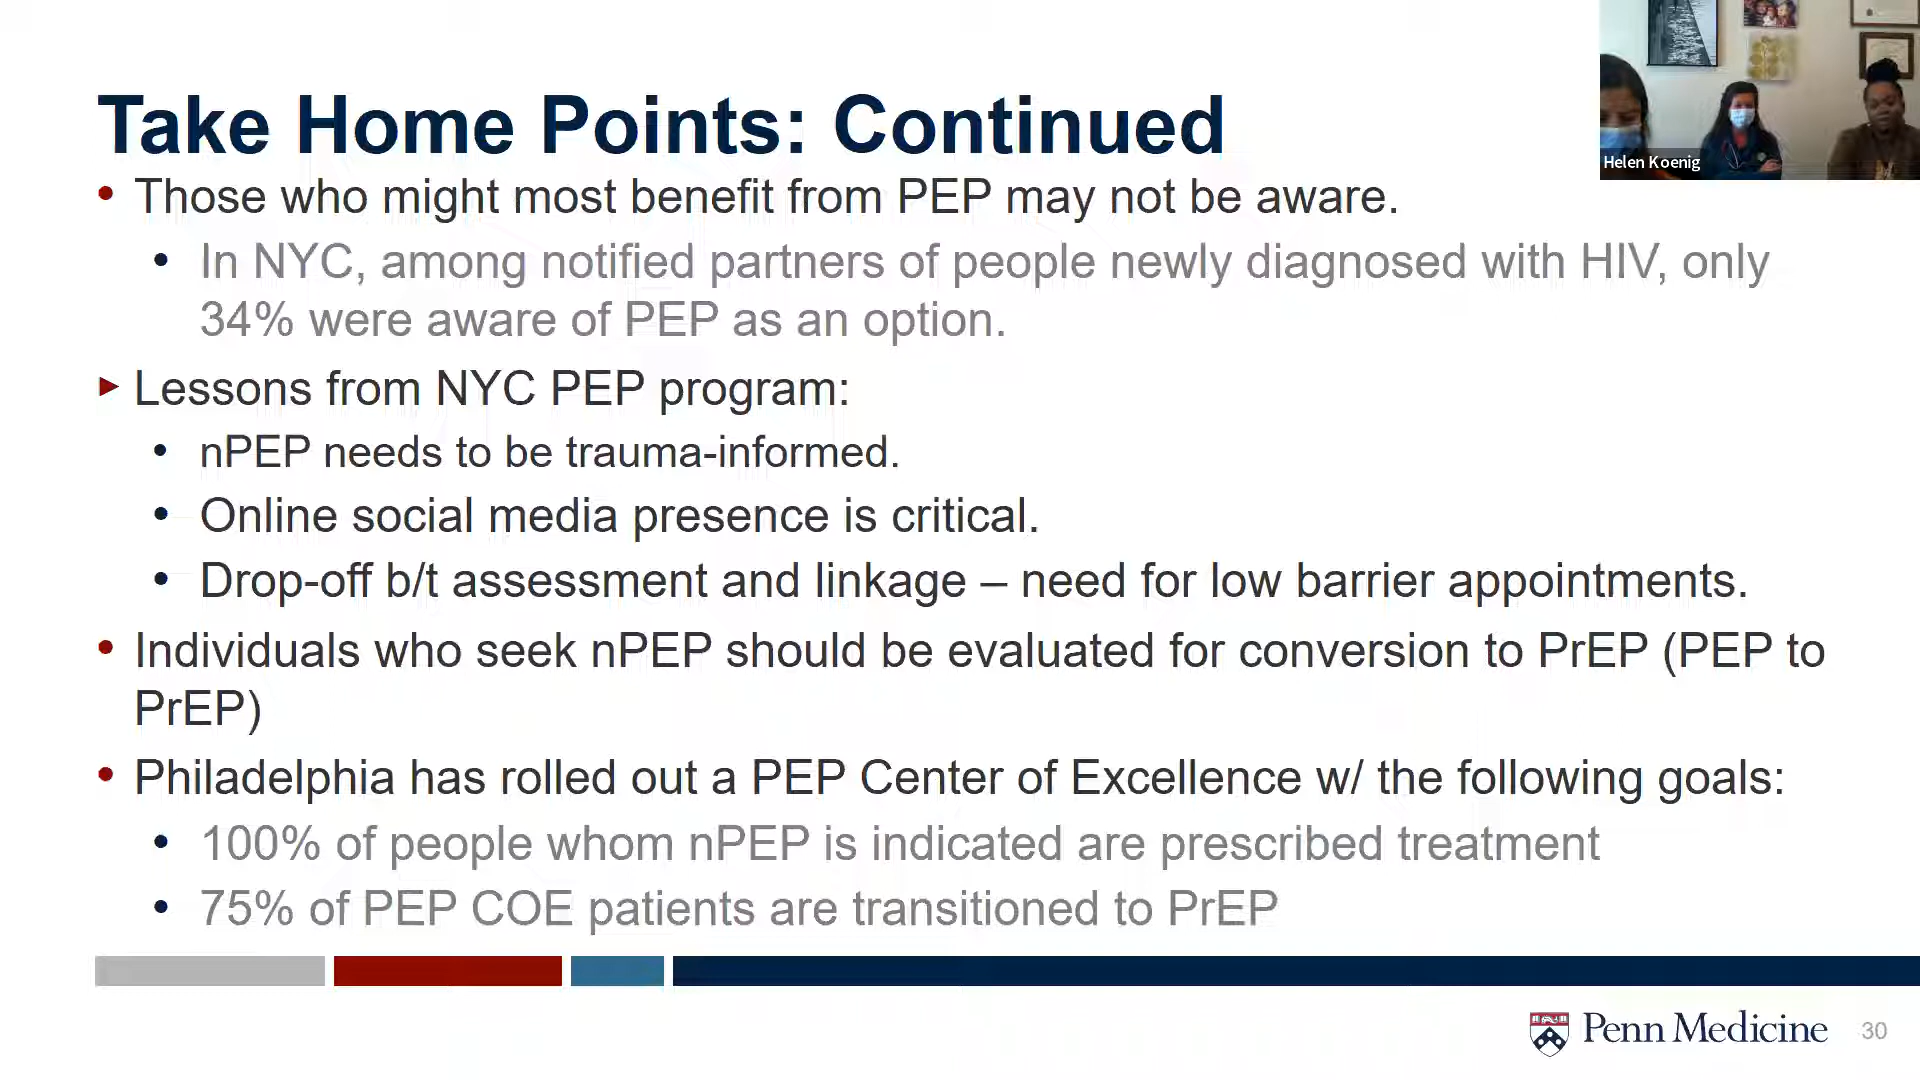 Take Home Points: Continued
Helen Koenig
• Those who might most benefit from PEP may not be aware.
• In NYC, among notified partners of people newly diagnosed with HIV, only
34% were aware of PEP as an option.
► Lessons from NYC PEP program:
• nPEP needs to be trauma-informed.
• Online social media presence is critical.
• Drop-off b/t assessment and linkage – need for low barrier appointments.
• Individuals who seek nPEP should be evaluated for conversion to PrEP (PEP to
PrEP)
• Philadelphia has rolled out a PEP Center of Excellence w/ the following goals:
• 100% of people whom nPEP is indicated are prescribed treatment
• 75% of PEP COE patients are transitioned to PrEP
Penn Medicine
30